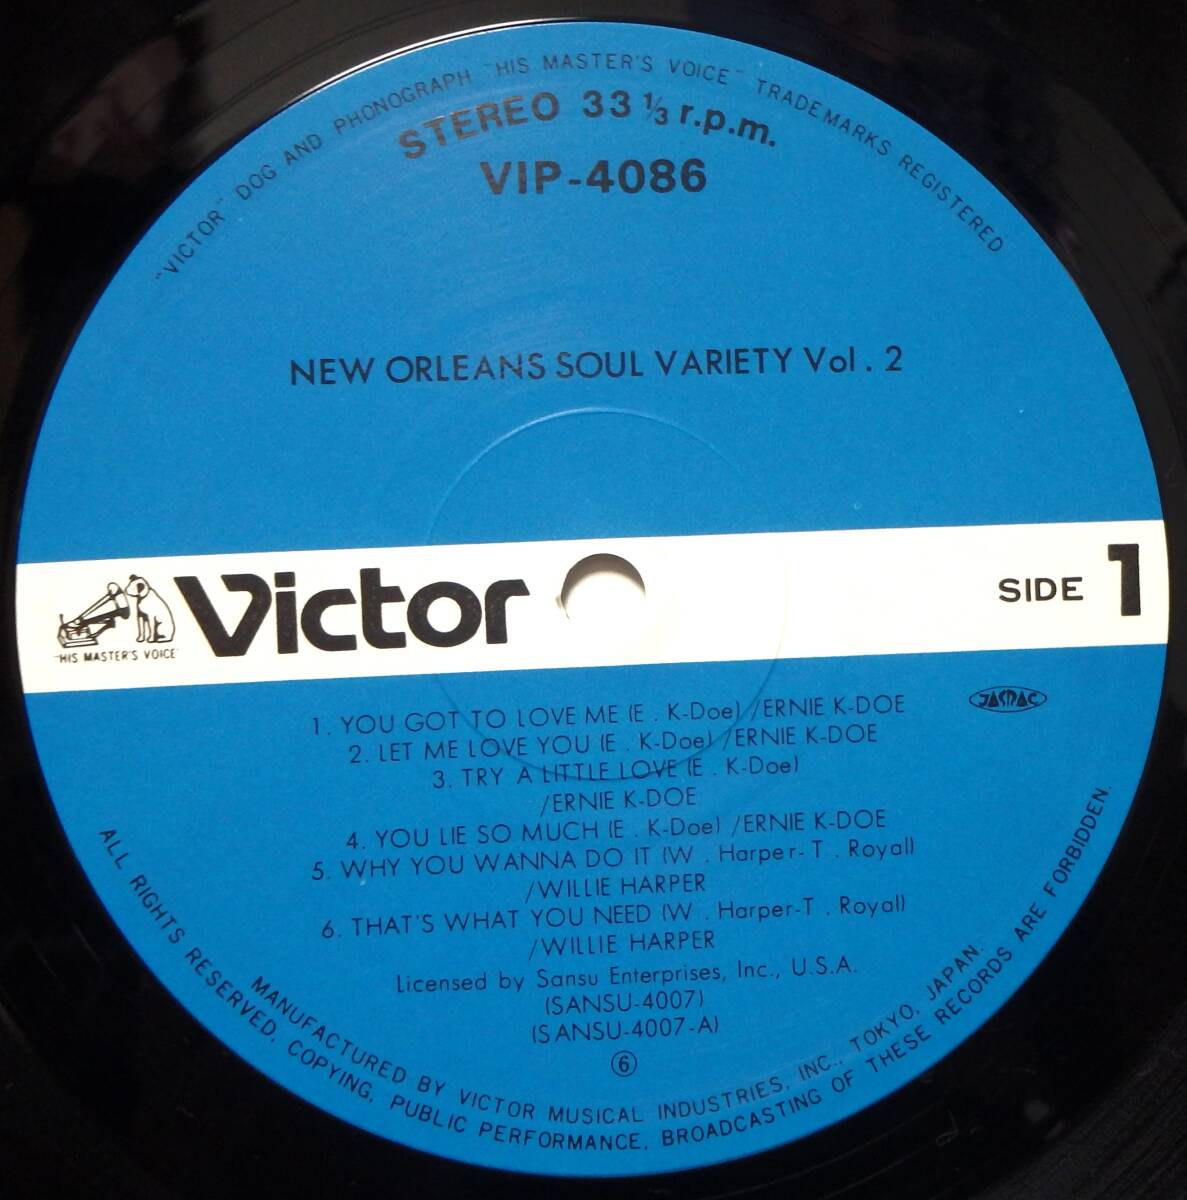 "VICTOR" DOG AND PHONOGRAPH "HIS MASTER'S VOICE" TRADEMARKS REGISTERED
STEREO 33 1/3 r.p.m.
VIP-4086
NEW ORLEANS SOUL VARIETY Vol. 2
"HIS MASTER'S VOICE"
Victor
SIDE 1
JASRAC
1. YOU GOT TO LOVE ME (E. K-Doe) /ERNIE K-DOE
2. LET ME LOVE YOU (E. K-Doe) /ERNIE K-DOE
3. TRY A LITTLE LOVE (E. K-Doe)
/ERNIE K-DOE
4. YOU LIE SO MUCH (E. K-Doe) /ERNIE K-DOE
5. WHY YOU WANNA DO IT (W. Harper-T. Royall)
/WILLIE HARPER
6. THAT'S WHAT YOU NEED (W. Harper-T. Royall)
/WILLIE HARPER
Licensed by Sansu Enterprises, Inc., U.S.A.
(SANSU-4007)
(SANSU-4007-A)
⑥
MANUFACTURED BY VICTOR MUSICAL INDUSTRIES, INC., TOKYO, JAPAN.
ALL RIGHTS RESERVED, COPYING, PUBLIC PERFORMANCE, BROADCASTING OF THESE RECORDS ARE FORBIDDEN.